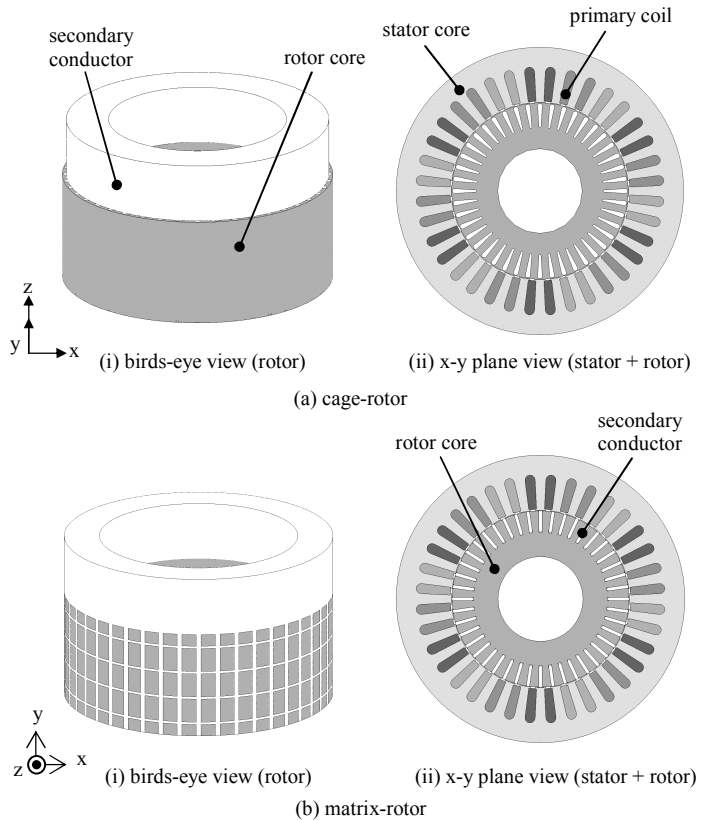 secondary
conductor
rotor core
stator core
primary coil
z
y
x
(i) birds-eye view (rotor)
(ii) x-y plane view (stator + rotor)
(a) cage-rotor
rotor core
secondary
conductor
y
x
z
(i) birds-eye view (rotor)
(ii) x-y plane view (stator + rotor)
(b) matrix-rotor